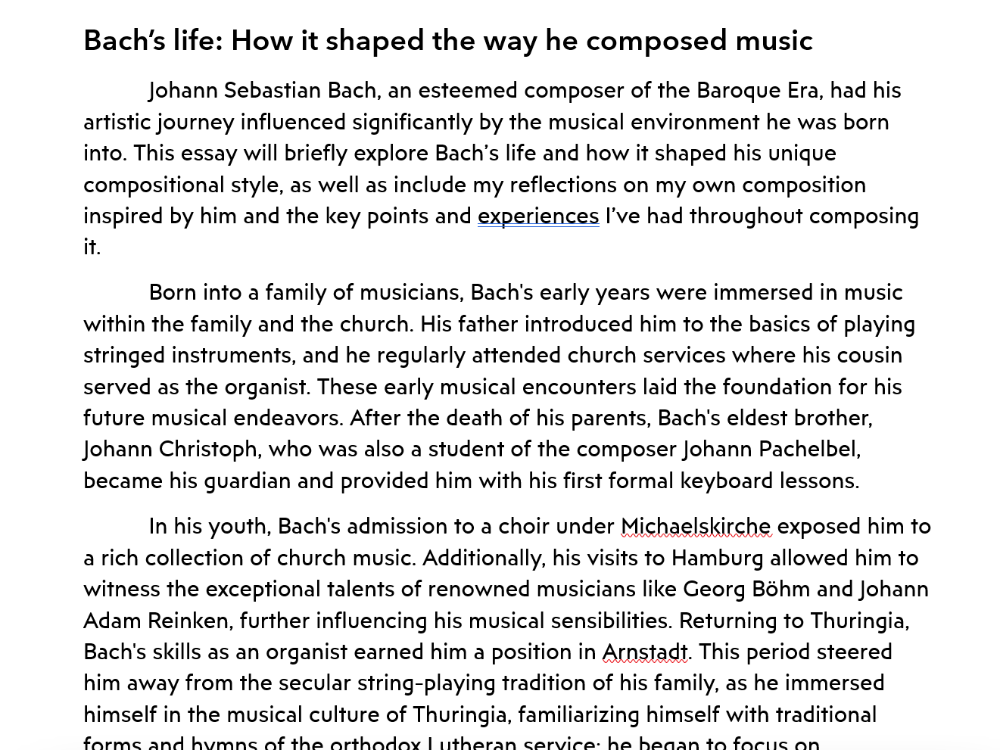 Bach’s life: How it shaped the way he composed music
Johann Sebastian Bach, an esteemed composer of the Baroque Era, had his
artistic journey influenced significantly by the musical environment he was born
into. This essay will briefly explore Bach’s life and how it shaped his unique
compositional style, as well as include my reflections on my own composition
inspired by him and the key points and experiences I’ve had throughout composing
it.
Born into a family of musicians, Bach's early years were immersed in music
within the family and the church. His father introduced him to the basics of playing
stringed instruments, and he regularly attended church services where his cousin
served as the organist. These early musical encounters laid the foundation for his
future musical endeavors. After the death of his parents, Bach's eldest brother,
Johann Christoph, who was also a student of the composer Johann Pachelbel,
became his guardian and provided him with his first formal keyboard lessons.
In his youth, Bach's admission to a choir under Michaelskirche exposed him to
a rich collection of church music. Additionally, his visits to Hamburg allowed him to
witness the exceptional talents of renowned musicians like Georg Böhm and Johann
Adam Reinken, further influencing his musical sensibilities. Returning to Thuringia,
Bach's skills as an organist earned him a position in Arnstadt. This period steered
him away from the secular string-playing tradition of his family, as he immersed
himself in the musical culture of Thuringia, familiarizing himself with traditional
forms and hymns of the orthodox Lutheran service; he began to focus on